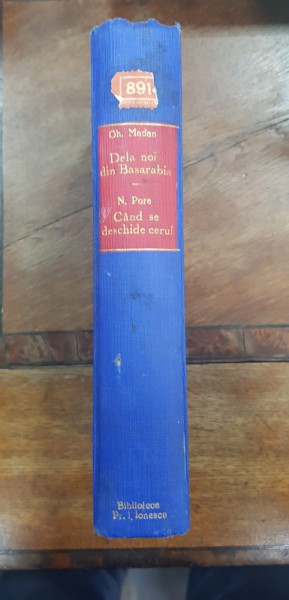 891
Gh. Madan
Dela noi
din Basarabia
N. Pora
Când se
deschide cerul
Biblioteca
Pr. I. Ionescu